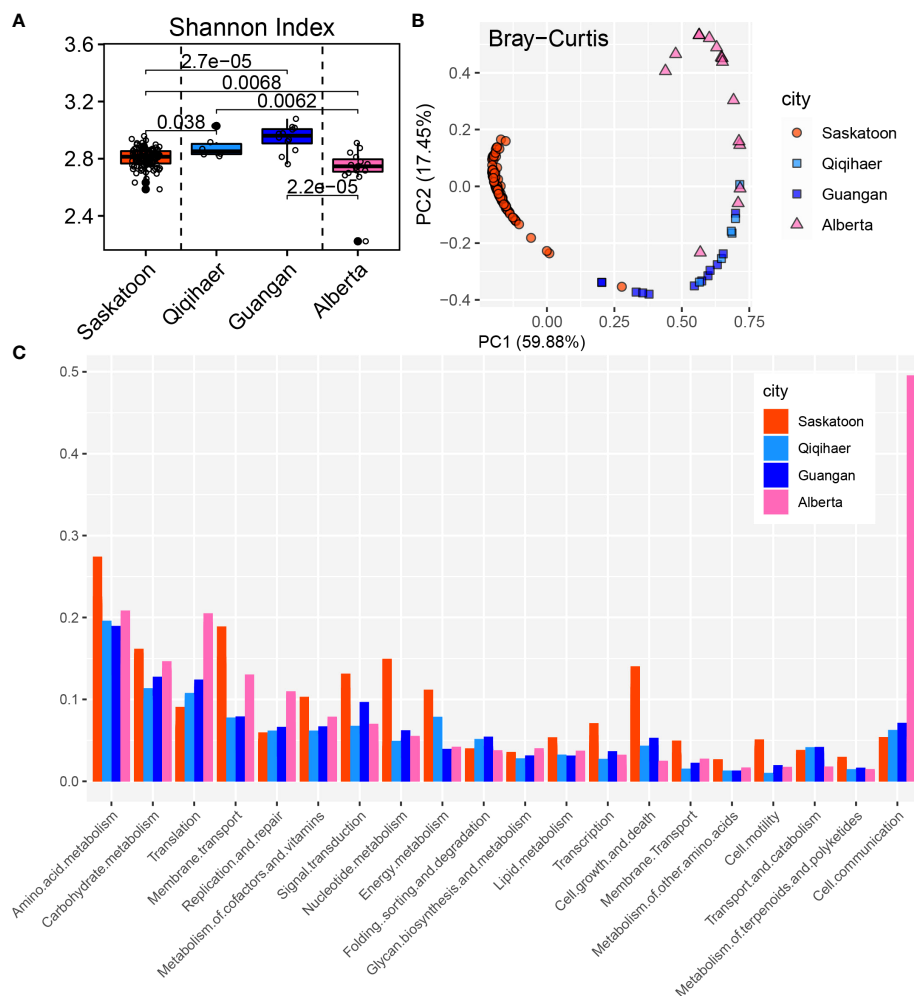 A
Shannon Index
3.6
3.2
2.8
2.4
2.7e−05
0.0068
0.0062
0.038
2.2e−05
Saskatoon
Qiqihaer
Guangan
Alberta
B
Bray−Curtis
PC2 (17.45%)
0.4
0.2
0.0
−0.2
−0.4
0.00
0.25
0.50
0.75
PC1 (59.88%)
city
Saskatoon
Qiqihaer
Guangan
Alberta
C
0.5
0.4
0.3
0.2
0.1
0.0
city
Saskatoon
Qiqihaer
Guangan
Alberta
Amino.acid.metabolism
Carbohydrate.metabolism
Translation
Membrane.transport
Replication.and.repair
Metabolism.of.cofactors.and.vitamins
Signal.transduction
Nucleotide.metabolism
Energy.metabolism
Folding..sorting.and.degradation
Glycan.biosynthesis.and.metabolism
Lipid.metabolism
Transcription
Cell.growth.and.death
Membrane.Transport
Metabolism.of.other.amino.acids
Cell.motility
Transport.and.catabolism
Metabolism.of.terpenoids.and.polyketides
Cell.communication